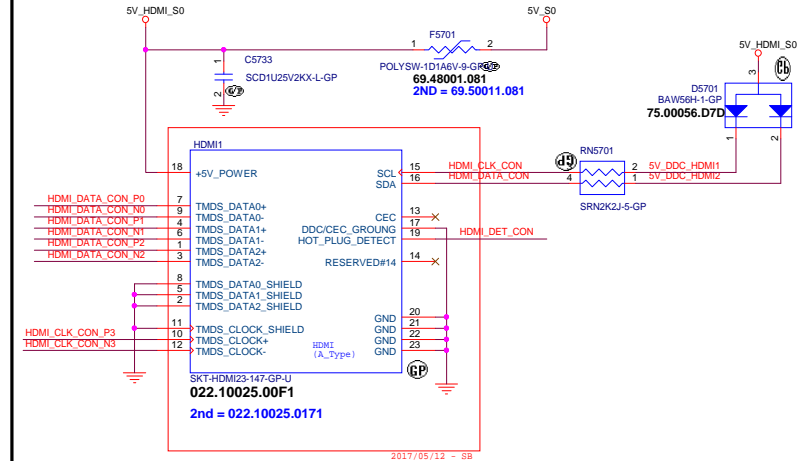 5V_HDMI_S0
5V_S0
F5701
1
2
POLYSW-1D1A6V-9-GP
69.48001.081
2ND = 69.50011.081
1
C5733
SCD1U25V2KX-L-GP
2
5V_HDMI_S0
3
D5701
BAW56H-1-GP
75.00056.D7D
1
2
HDMI1
18
+5V_POWER
SCL
15
HDMI_CLK_CON
SDA
16
HDMI_DATA_CON
RN5701
3
2
5V_DDC_HDMI1
4
1
5V_DDC_HDMI2
SRN2K2J-5-GP
HDMI_DATA_CON_P0
7
TMDS_DATA0+
HDMI_DATA_CON_N0
9
TMDS_DATA0-
HDMI_DATA_CON_P1
4
TMDS_DATA1+
HDMI_DATA_CON_N1
6
TMDS_DATA1-
HDMI_DATA_CON_P2
1
TMDS_DATA2+
HDMI_DATA_CON_N2
3
TMDS_DATA2-
CEC
13
DDC/CEC_GROUNG
17
HOT_PLUG_DETECT
19
HDMI_DET_CON
RESERVED#14
14
8
TMDS_DATA0_SHIELD
5
TMDS_DATA1_SHIELD
2
TMDS_DATA2_SHIELD
11
TMDS_CLOCK_SHIELD
HDMI_CLK_CON_P3
10
TMDS_CLOCK+
HDMI_CLK_CON_N3
12
TMDS_CLOCK-
GND
20
GND
21
GND
22
GND
23
HDMI
(A_Type)
GP
SKT-HDMI23-147-GP-U
022.10025.00F1
2nd = 022.10025.0171
2017/05/12 - SB